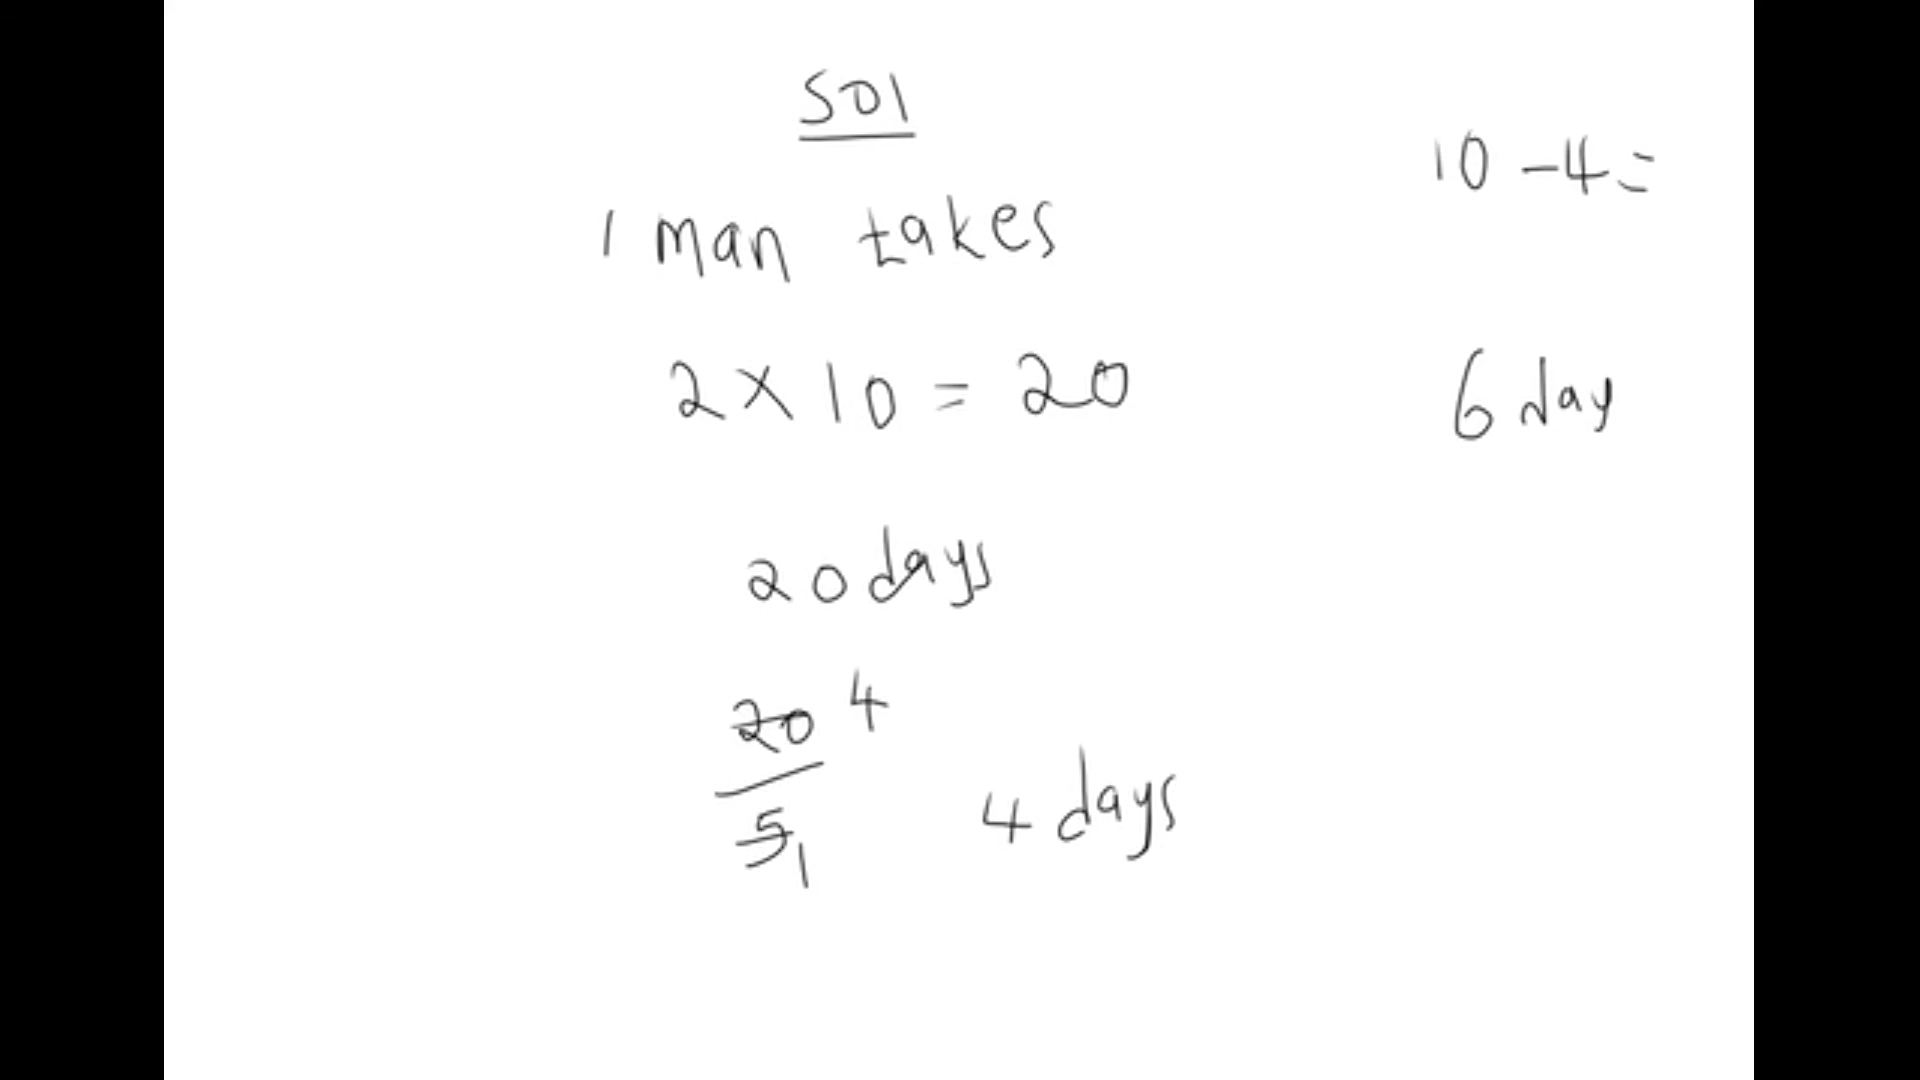 Sol
1 man takes
2 × 10 = 20
20 days
20 4
5 1
4 days
10 - 4 =
6 day